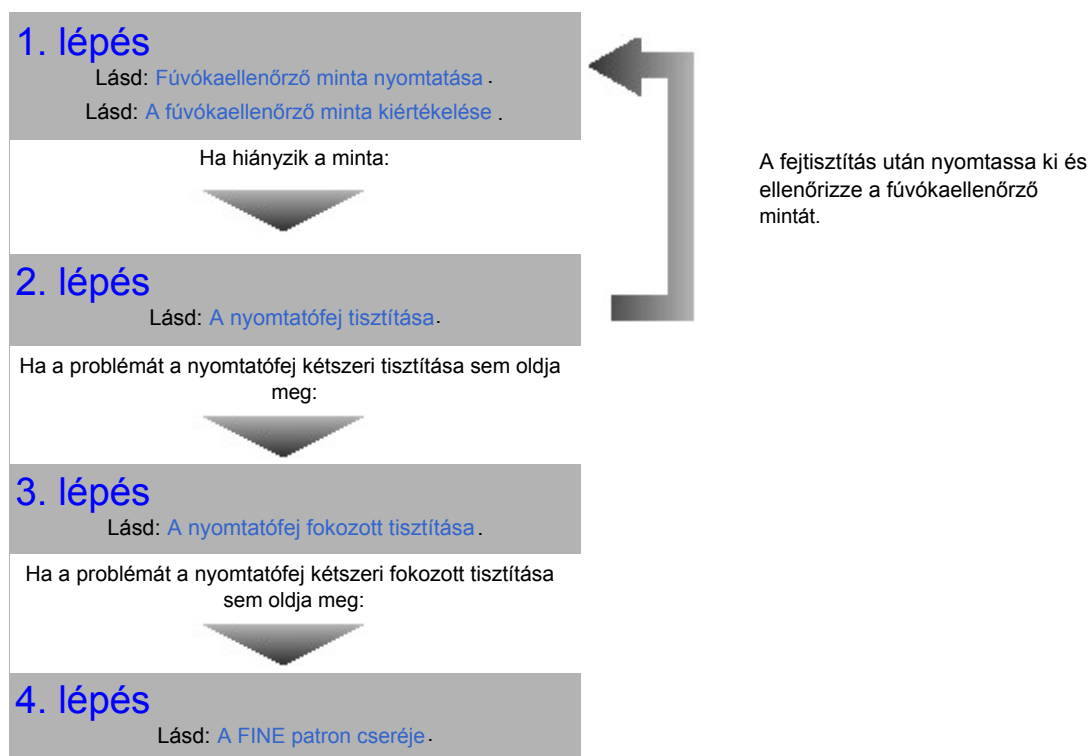 1. lépés
Lásd: Fúvókaellenőrző minta nyomtatása.
Lásd: A fúvókaellenőrző minta kiértékelése .
Ha hiányzik a minta:
A fejtisztítás után nyomtassa ki és
ellenőrizze a fúvókaellenőrző
mintát.
2. lépés
Lásd: A nyomtatófej tisztítása.
Ha a problémát a nyomtatófej kétszeri tisztítása sem oldja
meg:
3. lépés
Lásd: A nyomtatófej fokozott tisztítása.
Ha a problémát a nyomtatófej kétszeri fokozott tisztítása
sem oldja meg:
4. lépés
Lásd: A FINE patron cseréje.